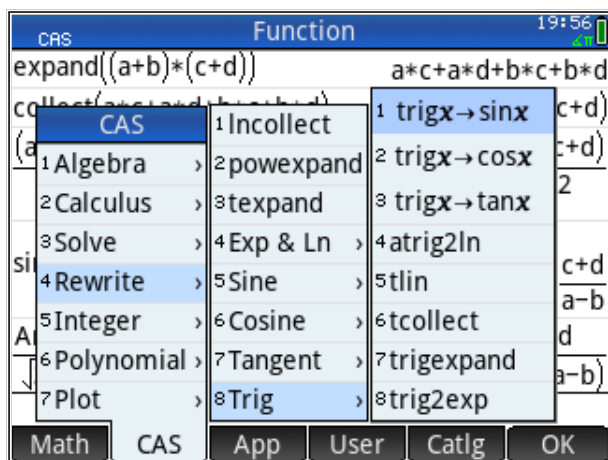 CAS Function 19:56
∡π
expand((a+b)*(c+d))
a*c+a*d+b*c+b*d
c+d)
c+d)
2
c+d
a-b
d
a-b)
CAS
1 Algebra ›
2 Calculus ›
3 Solve ›
4 Rewrite ›
5 Integer ›
6 Polynomial ›
7 Plot ›
1 lncollect
2 powexpand
3 texpand
4 Exp & Ln ›
5 Sine ›
6 Cosine ›
7 Tangent ›
8 Trig ›
1 trigx→sinx
2 trigx→cosx
3 trigx→tanx
4 atrig2ln
5 tlin
6 tcollect
7 trigexpand
8 trig2exp
Math CAS App User Catlg OK